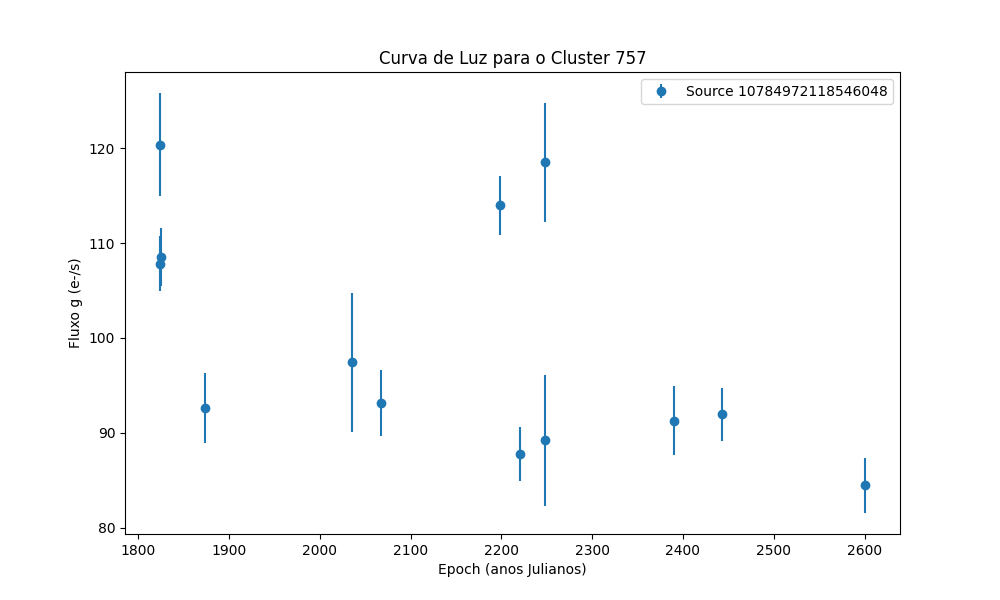 Curva de Luz para o Cluster 757
Source 10784972118546048
120
110
100
90
80
Fluxo g (e-/s)
1800 1900 2000 2100 2200 2300 2400 2500 2600
Epoch (anos Julianos)